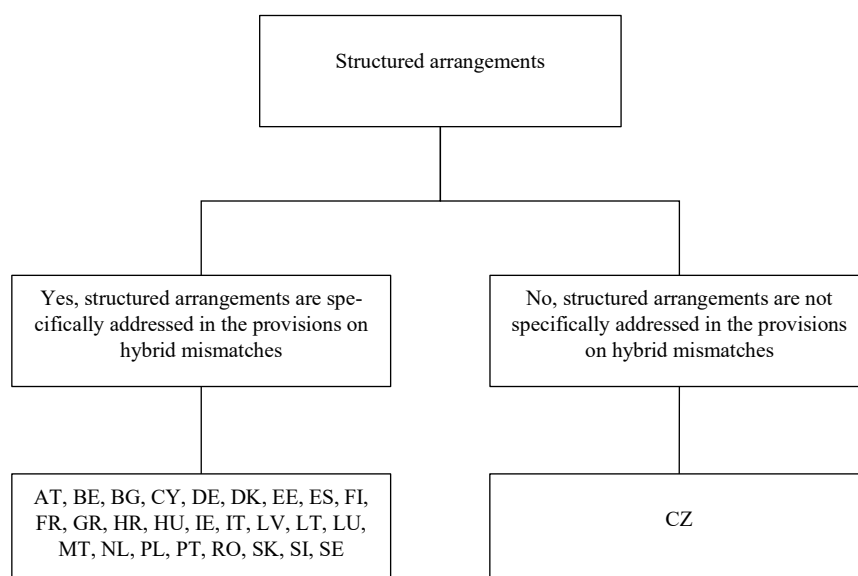 Structured arrangements
Yes, structured arrangements are spe-
cifically addressed in the provisions on
hybrid mismatches
No, structured arrangements are not
specifically addressed in the provisions
on hybrid mismatches
AT, BE, BG, CY, DE, DK, EE, ES, FI,
FR, GR, HR, HU, IE, IT, LV, LT, LU,
MT, NL, PL, PT, RO, SK, SI, SE
CZ